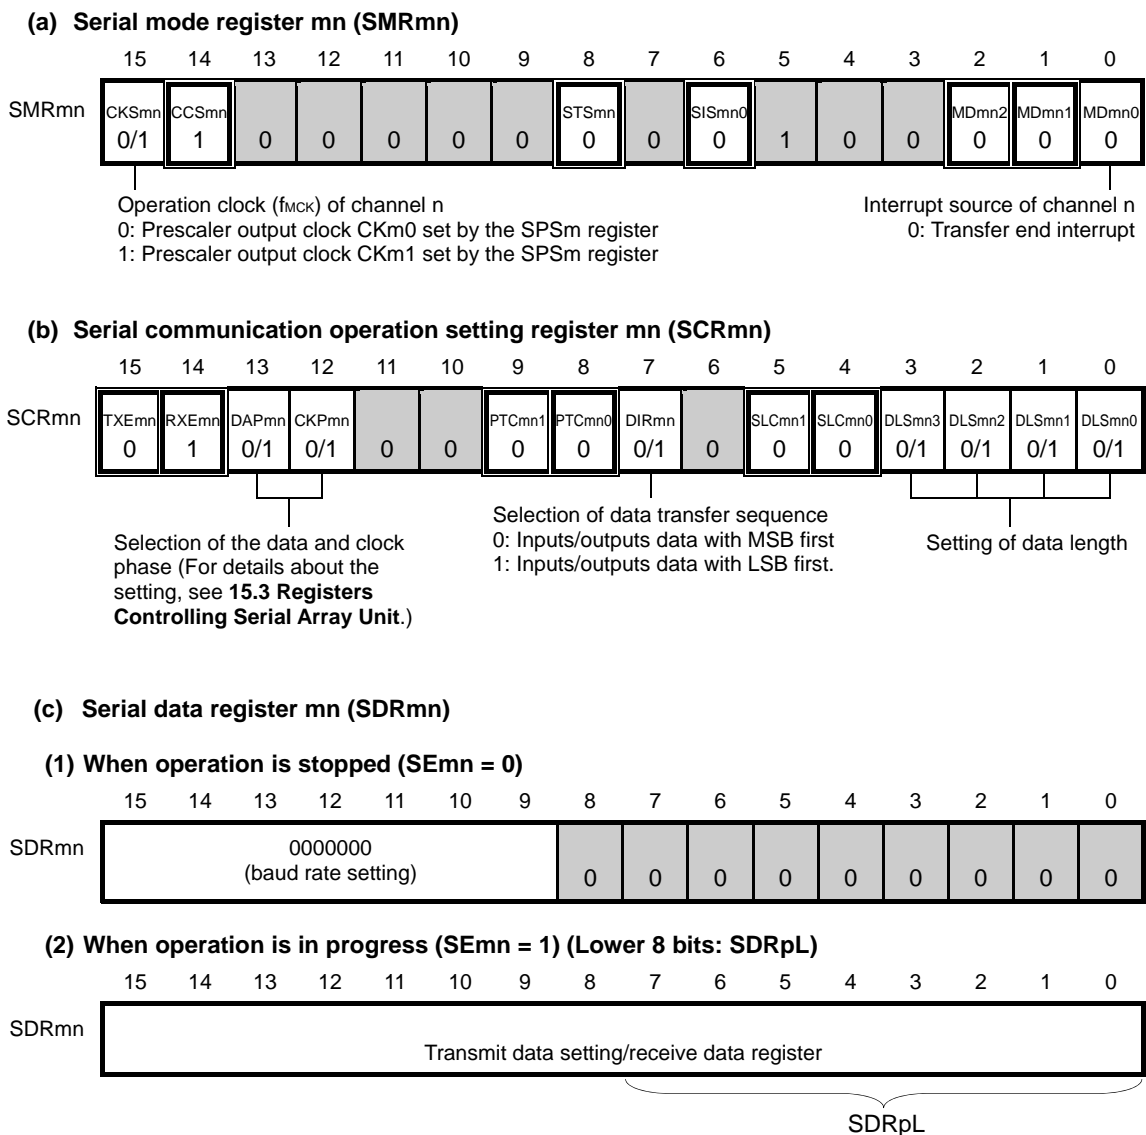 (a) Serial mode register mn (SMRmn)
15 14 13 12 11 10 9 8 7 6 5 4 3 2 1 0
SMRmn CKSmn CCSmn STSmn SISmn0 MDmn2 MDmn1 MDmn0
0/1 1 0 0 0 0 0 0 0 0 1 0 0 0 0 0
Operation clock (fMCK) of channel n
0: Prescaler output clock CKm0 set by the SPSm register
1: Prescaler output clock CKm1 set by the SPSm register
Interrupt source of channel n
0: Transfer end interrupt
(b) Serial communication operation setting register mn (SCRmn)
15 14 13 12 11 10 9 8 7 6 5 4 3 2 1 0
SCRmn TXEmn RXEmn DAPmn CKPmn PTCmn1 PTCmn0 DIRmn SLCmn1 SLCmn0 DLSmn3 DLSmn2 DLSmn1 DLSmn0
0 1 0/1 0/1 0 0 0 0 0/1 0 0 0 0/1 0/1 0/1 0/1
Selection of the data and clock
phase (For details about the
setting, see 15.3 Registers
Controlling Serial Array Unit.)
Selection of data transfer sequence
0: Inputs/outputs data with MSB first
1: Inputs/outputs data with LSB first.
Setting of data length
(c) Serial data register mn (SDRmn)
(1) When operation is stopped (SEmn = 0)
15 14 13 12 11 10 9 8 7 6 5 4 3 2 1 0
SDRmn 0000000
(baud rate setting) 0 0 0 0 0 0 0 0 0
(2) When operation is in progress (SEmn = 1) (Lower 8 bits: SDRpL)
15 14 13 12 11 10 9 8 7 6 5 4 3 2 1 0
SDRmn
Transmit data setting/receive data register
SDRpL